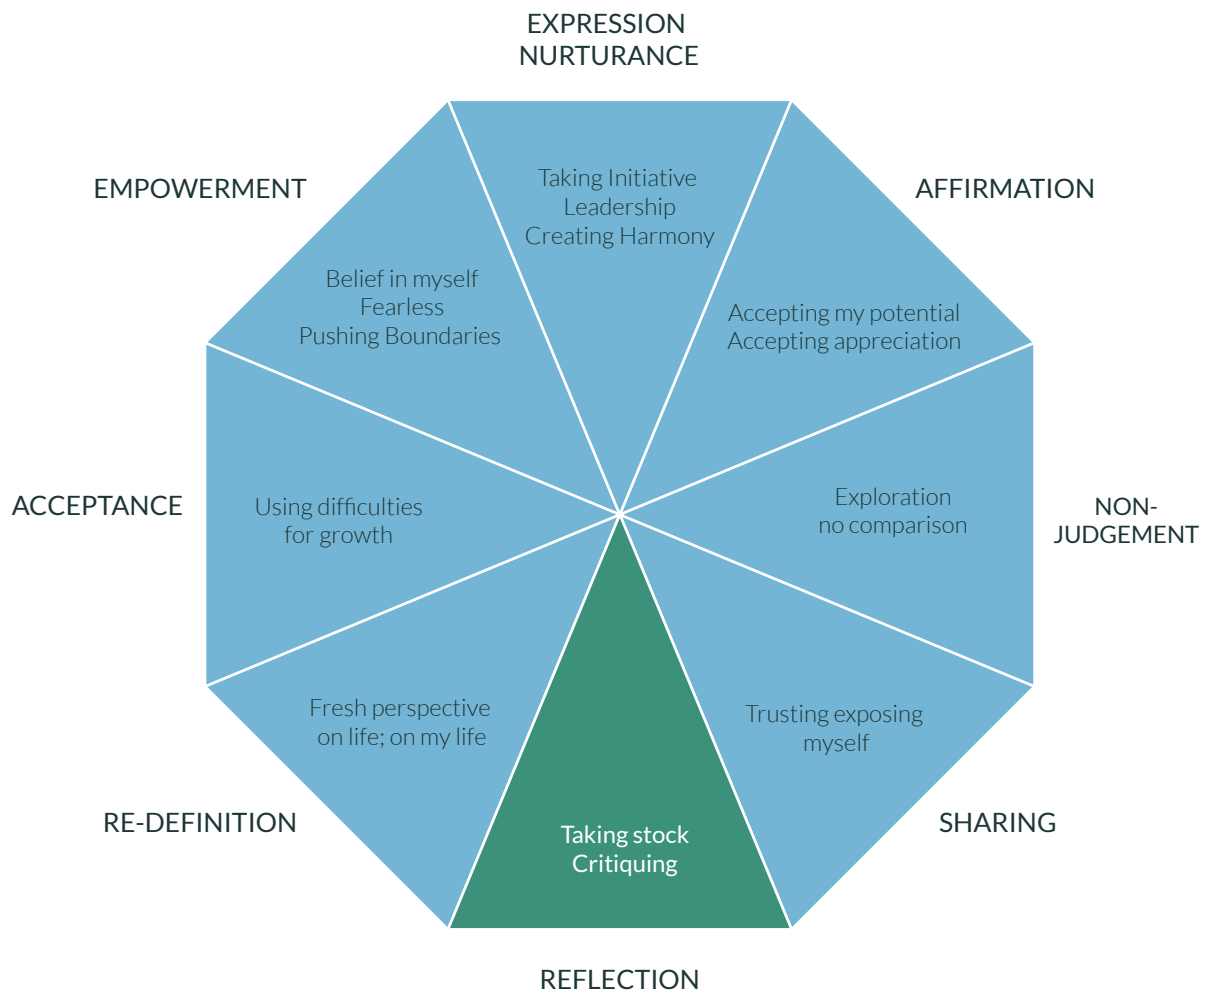 EXPRESSION
NURTURANCE
EMPOWERMENT
AFFIRMATION
Taking Initiative
Leadership
Creating Harmony
Belief in myself
Fearless
Pushing Boundaries
Accepting my potential
Accepting appreciation
ACCEPTANCE
Using difficulties
for growth
Exploration
no comparison
NON-
JUDGEMENT
Fresh perspective
on life; on my life
Trusting exposing
myself
RE-DEFINITION
Taking stock
Critiquing
SHARING
REFLECTION